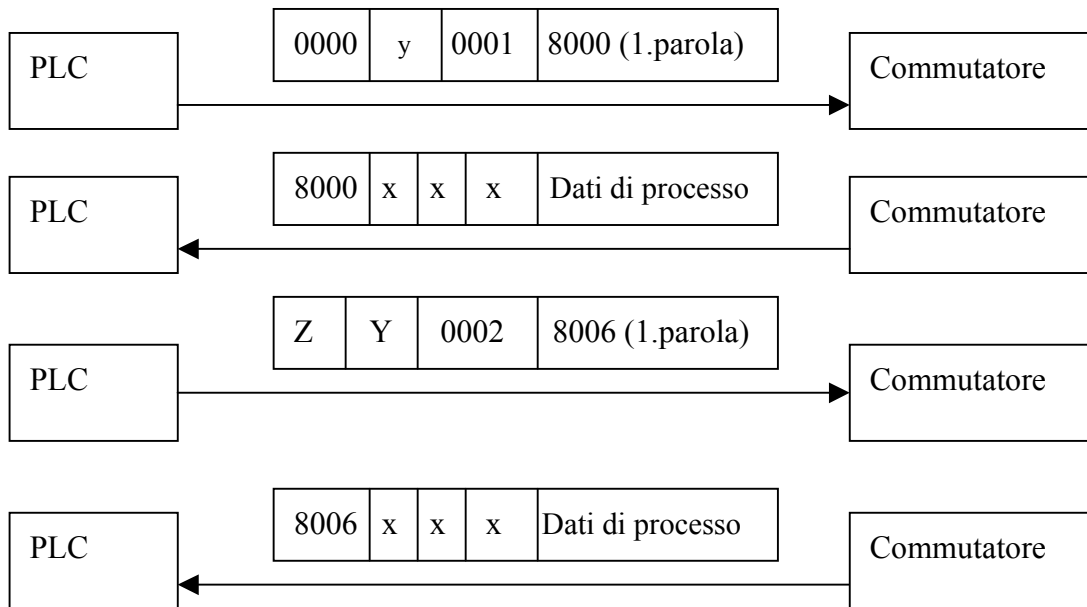 0000 y 0001 8000 (1.parola)
PLC Commutatore
8000 x x x Dati di processo
PLC Commutatore
Z Y 0002 8006 (1.parola)
PLC Commutatore
8006 x x x Dati di processo
PLC Commutatore